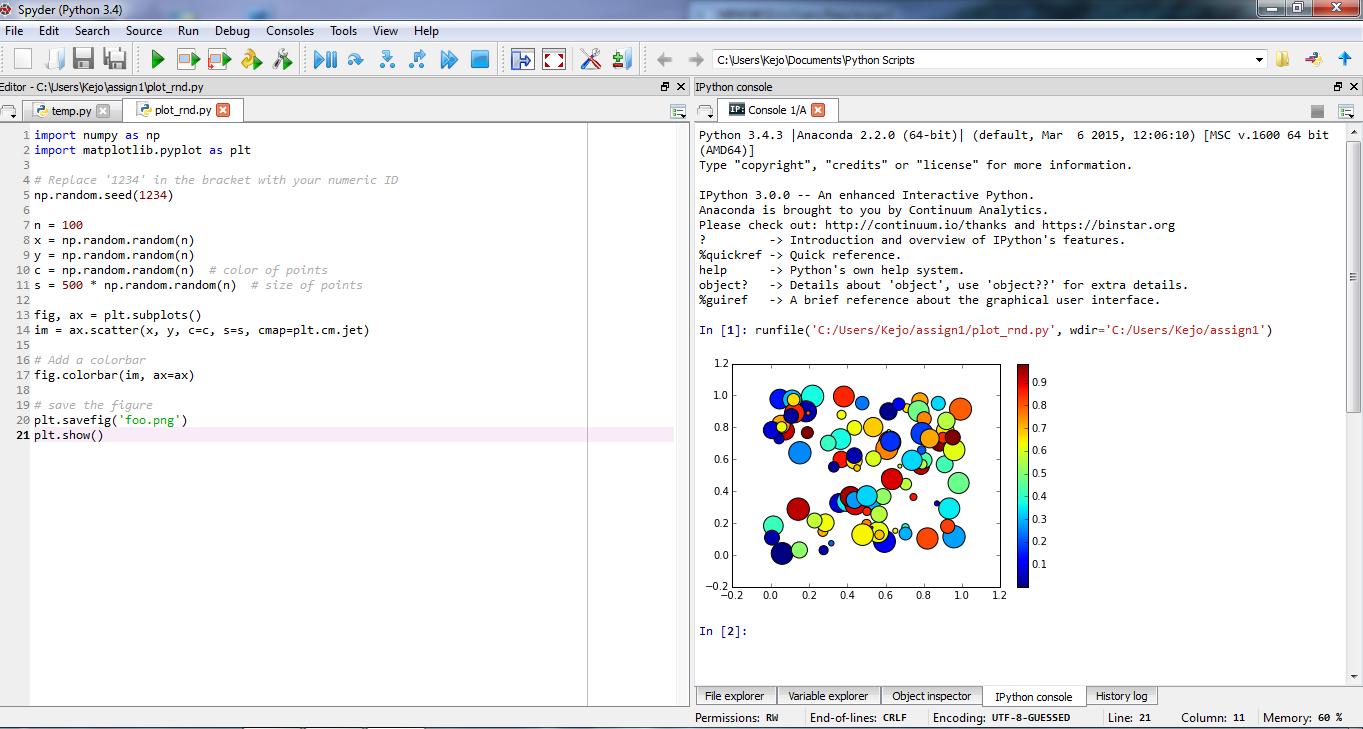 Spyder (Python 3.4)
File Edit Search Source Run Debug Consoles Tools View Help
C:\Users\Kejo\Documents\Python Scripts
Editor - C:\Users\Kejo\assign1\plot_rnd.py
temp.py plot_rnd.py
1 import numpy as np
2 import matplotlib.pyplot as plt
3
4 # Replace '1234' in the bracket with your numeric ID
5 np.random.seed(1234)
6
7 n = 100
8 x = np.random.random(n)
9 y = np.random.random(n)
10 c = np.random.random(n)  # color of points
11 s = 500 * np.random.random(n)  # size of points
12
13 fig, ax = plt.subplots()
14 im = ax.scatter(x, y, c=c, s=s, cmap=plt.cm.jet)
15
16 # Add a colorbar
17 fig.colorbar(im, ax=ax)
18
19 # save the figure
20 plt.savefig('foo.png')
21 plt.show()
IPython console
IP: Console 1/A
Python 3.4.3 |Anaconda 2.2.0 (64-bit)| (default, Mar  6 2015, 12:06:10) [MSC v.1600 64 bit
(AMD64)]
Type "copyright", "credits" or "license" for more information.
IPython 3.0.0 -- An enhanced Interactive Python.
Anaconda is brought to you by Continuum Analytics.
Please check out: http://continuum.io/thanks and https://binstar.org
?         -> Introduction and overview of IPython's features.
%quickref -> Quick reference.
help      -> Python's own help system.
object?   -> Details about 'object', use 'object??' for extra details.
%guiref   -> A brief reference about the graphical user interface.
In [1]: runfile('C:/Users/Kejo/assign1/plot_rnd.py', wdir='C:/Users/Kejo/assign1')
1.2
1.0
0.8
0.6
0.4
0.2
0.0
−0.2
−0.2 0.0 0.2 0.4 0.6 0.8 1.0 1.2
0.9
0.8
0.7
0.6
0.5
0.4
0.3
0.2
0.1
In [2]:
File explorer Variable explorer Object inspector IPython console History log
Permissions: RW End-of-lines: CRLF Encoding: UTF-8-GUESSED Line: 21 Column: 11 Memory: 60 %